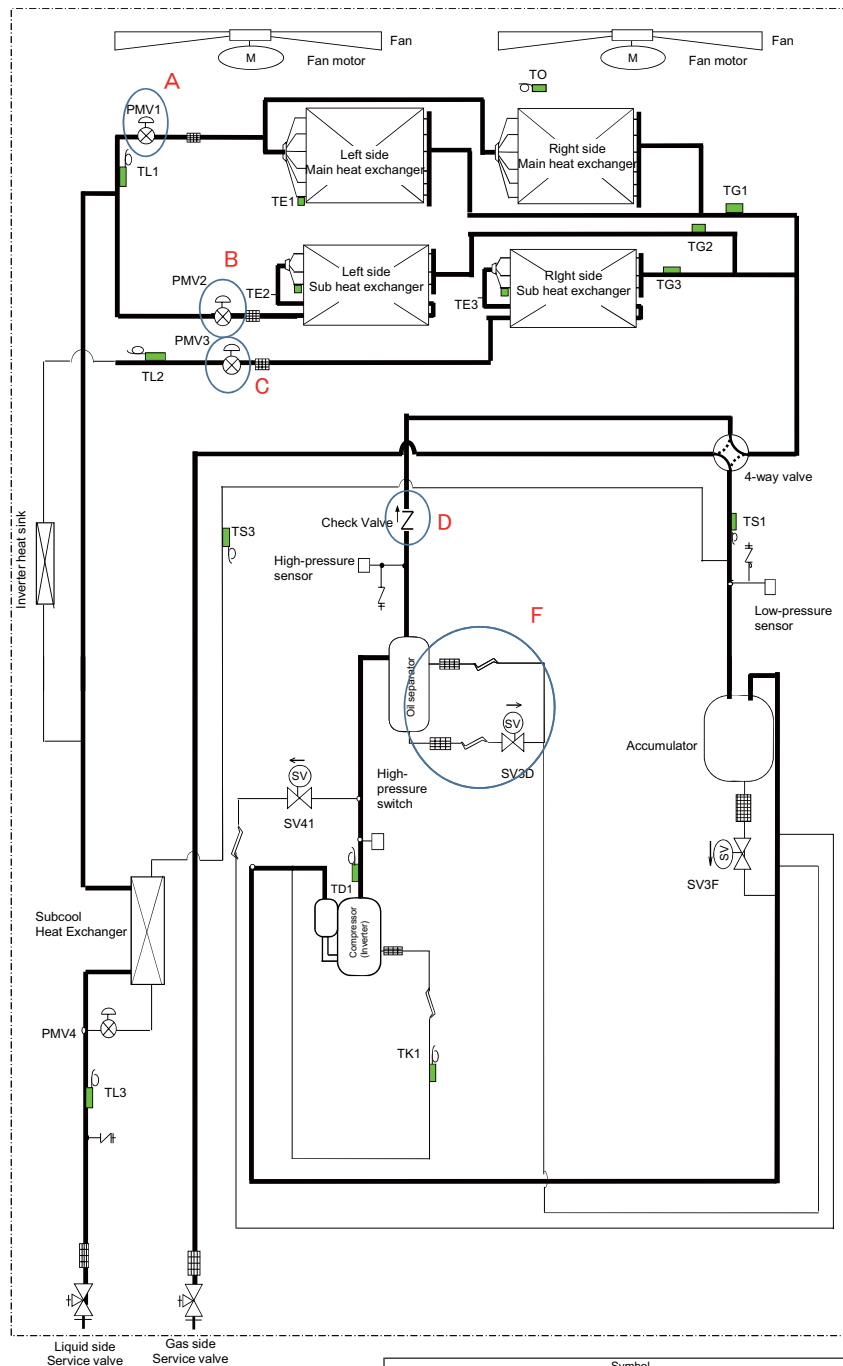 Fan
Fan
M
Fan motor
M
Fan motor
A
TO
PMV1
Left side
Main heat exchanger
Right side
Main heat exchanger
TL1
TE1
TG1
TG2
B
PMV2
Left side
Sub heat exchanger
RIght side
Sub heat exchanger
TE2
TE3
TG3
PMV3
TL2
C
4-way valve
Inverter heat sink
TS3
Check Valve
D
TS1
High-pressure
sensor
Low-pressure
sensor
F
Oil separator
SV
SV3D
Accumulator
High-
pressure
switch
SV
SV41
SV
SV3F
TD1
Subcool
Heat Exchanger
Compressor
(Inverter)
PMV4
TK1
TL3
Liquid side
Service valve
Gas side
Service valve
Symbol